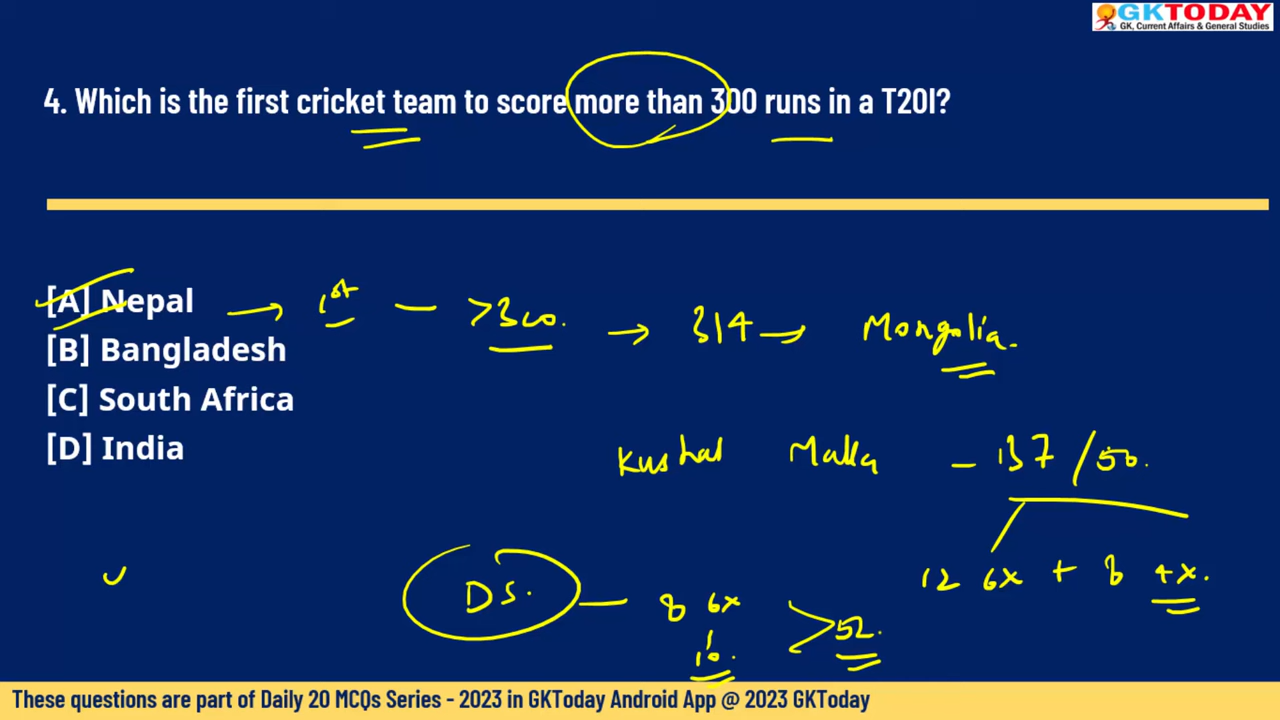 GKTODAY
GK, Current Affairs & General Studies
4. Which is the first cricket team to score more than 300 runs in a T20I?
[A] Nepal → 1st — >300. → 314 → Mongolia.
[B] Bangladesh
[C] South Africa
[D] India
Kushal Malla – 137/50.
12 6x + 8 4x.
DS. — 8 6x > 52.
10.
These questions are part of Daily 20 MCQs Series - 2023 in GKToday Android App @ 2023 GKToday